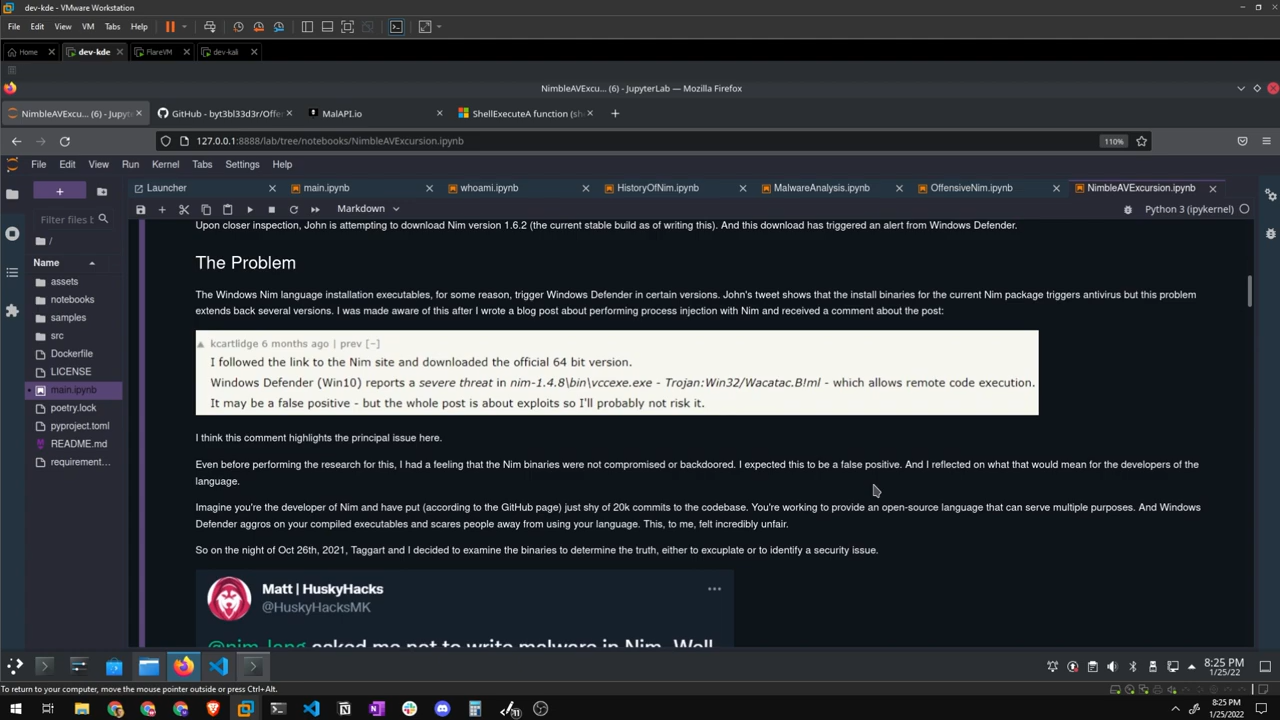 dev-kde - VMware Workstation
File Edit View VM Tabs Help
Home dev-kde FlareVM dev-kali
NimbleAVExcu... (6) - JupyterLab — Mozilla Firefox
NimbleAVExcu... (6) - Jupyt GitHub - byt3bl33d3r/Offen MalAPI.io ShellExecuteA function (sh
127.0.0.1:8888/lab/tree/notebooks/NimbleAVExcursion.ipynb 110%
File Edit View Run Kernel Tabs Settings Help
Launcher main.ipynb whoami.ipynb HistoryOfNim.ipynb MalwareAnalysis.ipynb OffensiveNim.ipynb NimbleAVExcursion.ipynb
Markdown Python 3 (ipykernel)
Filter files b
/
Name
assets
notebooks
samples
src
Dockerfile
LICENSE
main.ipynb
poetry.lock
pyproject.toml
README.md
requirement...
Upon closer inspection, John is attempting to download Nim version 1.6.2 (the current stable build as of writing this). And this download has triggered an alert from Windows Defender.
The Problem
The Windows Nim language installation executables, for some reason, trigger Windows Defender in certain versions. John's tweet shows that the install binaries for the current Nim package triggers antivirus but this problem
extends back several versions. I was made aware of this after I wrote a blog post about performing process injection with Nim and received a comment about the post:
kcartlidge 6 months ago | prev [–]
I followed the link to the Nim site and downloaded the official 64 bit version.
Windows Defender (Win10) reports a severe threat in nim-1.4.8\bin\vccexe.exe - Trojan:Win32/Wacatac.B!ml - which allows remote code execution.
It may be a false positive - but the whole post is about exploits so I'll probably not risk it.
I think this comment highlights the principal issue here.
Even before performing the research for this, I had a feeling that the Nim binaries were not compromised or backdoored. I expected this to be a false positive. And I reflected on what that would mean for the developers of the
language.
Imagine you're the developer of Nim and have put (according to the GitHub page) just shy of 20k commits to the codebase. You're working to provide an open-source language that can serve multiple purposes. And Windows
Defender aggros on your compiled executables and scares people away from using your language. This, to me, felt incredibly unfair.
So on the night of Oct 26th, 2021, Taggart and I decided to examine the binaries to determine the truth, either to exculpate or to identify a security issue.
Matt | HuskyHacks
@HuskyHacksMK
@nim_lang asked me not to write malware in Nim. Well
8:25 PM
1/25/22
To return to your computer, move the mouse pointer outside or press Ctrl+Alt.
8:25 PM
1/25/2022